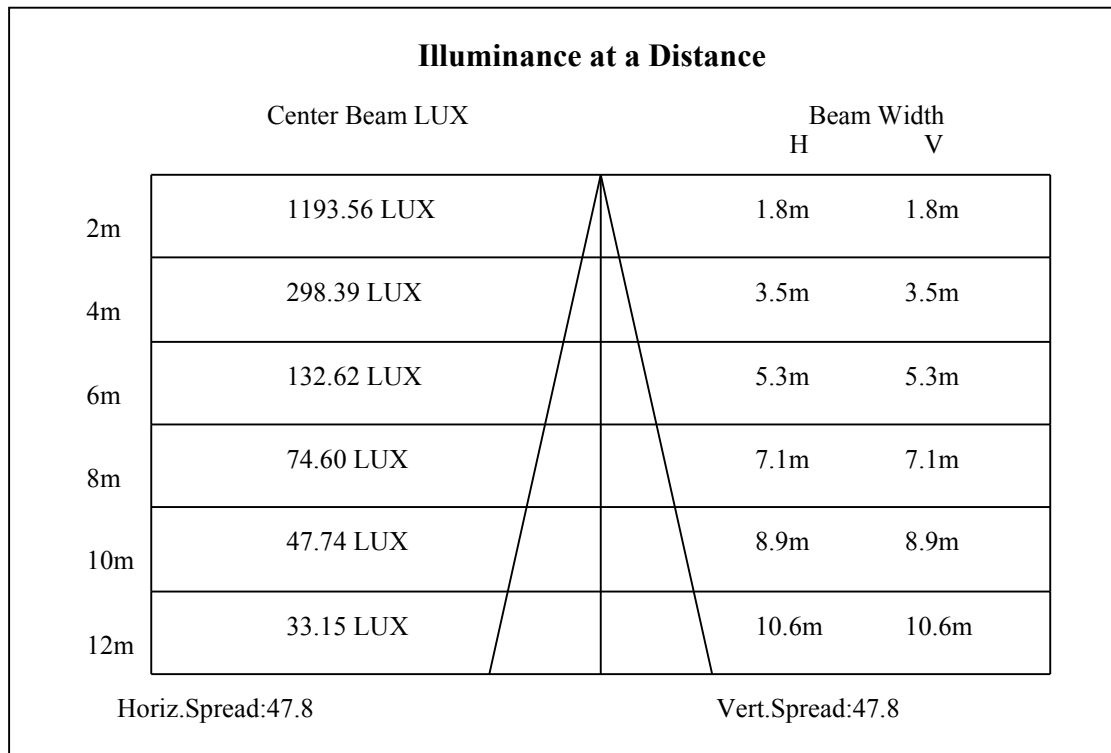 Illuminance at a Distance
Center Beam LUX Beam Width
H V
2m 1193.56 LUX 1.8m 1.8m
4m 298.39 LUX 3.5m 3.5m
6m 132.62 LUX 5.3m 5.3m
8m 74.60 LUX 7.1m 7.1m
10m 47.74 LUX 8.9m 8.9m
12m 33.15 LUX 10.6m 10.6m
Horiz.Spread:47.8 Vert.Spread:47.8